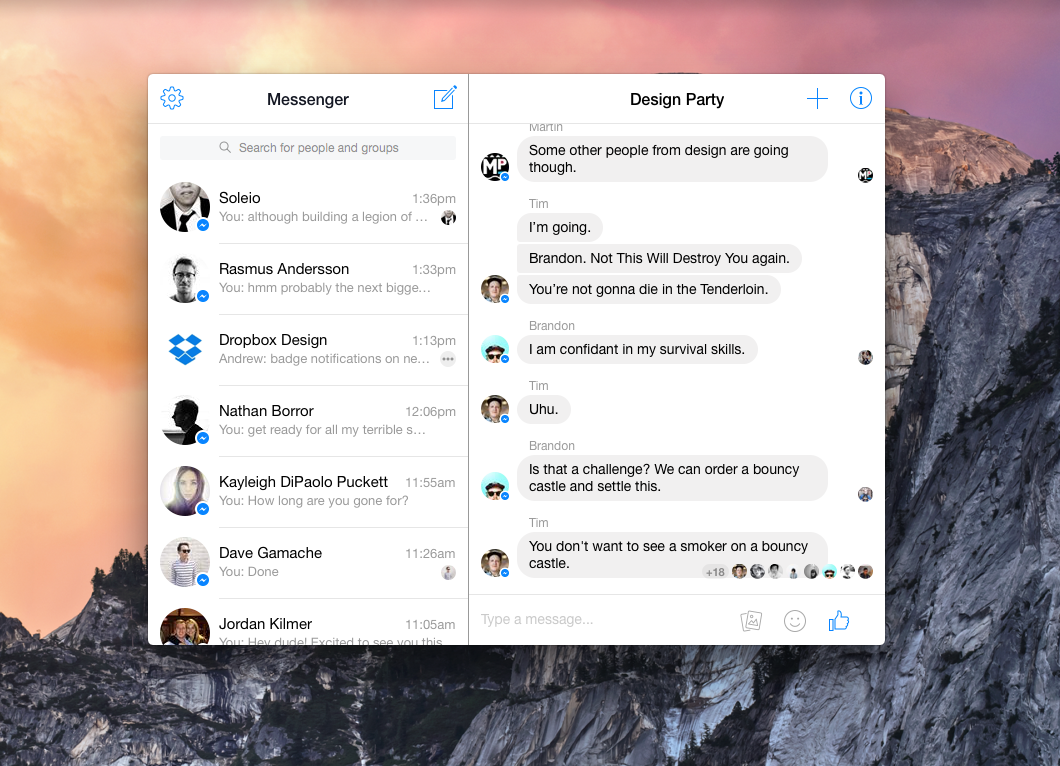 Messenger
Search for people and groups
Soleio
1:36pm
You: although building a legion of ...
Rasmus Andersson
1:33pm
You: hmm probably the next bigge...
Dropbox Design
1:13pm
Andrew: badge notifications on ne...
Nathan Borror
12:06pm
You: get ready for all my terrible s...
Kayleigh DiPaolo Puckett
11:55am
You: How long are you gone for?
Dave Gamache
11:26am
You: Done
Jordan Kilmer
11:05am
You: Hey dude! Excited to see you this
Design Party
Martin
MP
Some other people from design are going
though.
MP
Tim
I'm going.
Brandon. Not This Will Destroy You again.
You're not gonna die in the Tenderloin.
Brandon
I am confidant in my survival skills.
Tim
Uhu.
Brandon
Is that a challenge? We can order a bouncy
castle and settle this.
Tim
You don't want to see a smoker on a bouncy
castle.
+18
Type a message...